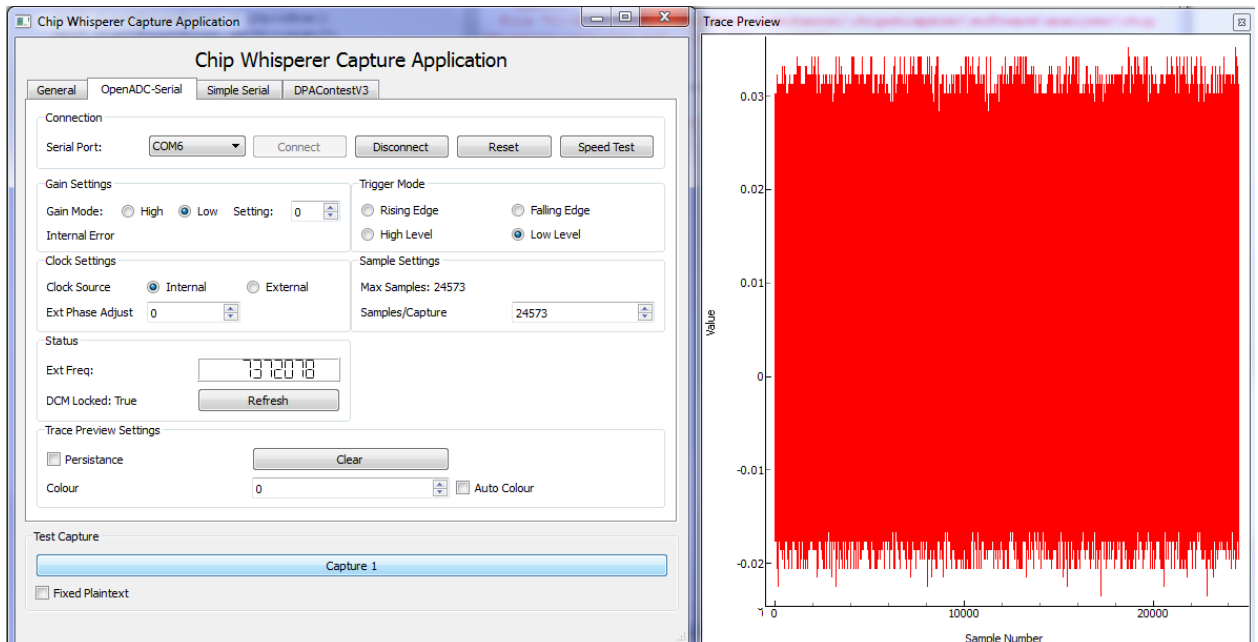 Chip Whisperer Capture Application
Chip Whisperer Capture Application
General OpenADC-Serial Simple Serial DPAContestV3
Connection
Serial Port: COM6 Connect Disconnect Reset Speed Test
Gain Settings Trigger Mode
Gain Mode: High Low Setting: 0 Rising Edge Falling Edge
Internal Error High Level Low Level
Clock Settings Sample Settings
Clock Source Internal External Max Samples: 24573
Ext Phase Adjust 0 Samples/Capture 24573
Status
Ext Freq: 7372078
DCM Locked: True Refresh
Trace Preview Settings
Persistance Clear
Colour 0 Auto Colour
Test Capture
Capture 1
Fixed Plaintext
Trace Preview
0.03
0.02
0.01
0
-0.01
-0.02
Value
0 10000 20000
Sample Number